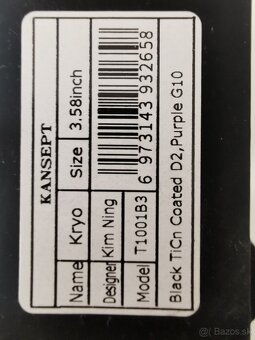 KANSEPT
Name Kryo Size 3.58inch
Designer Kim Ning
Model T1001B3
6 973143 932658
Black TiCn Coated D2,Purple G10
Bazos.sk